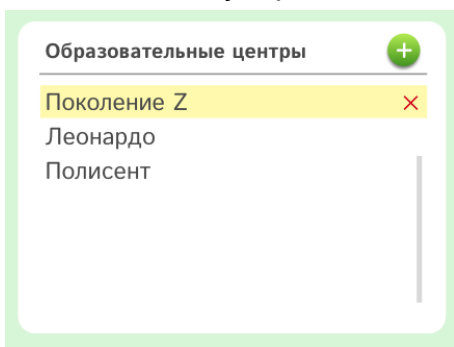 Образовательные центры
Поколение Z
Леонардо
Полисент